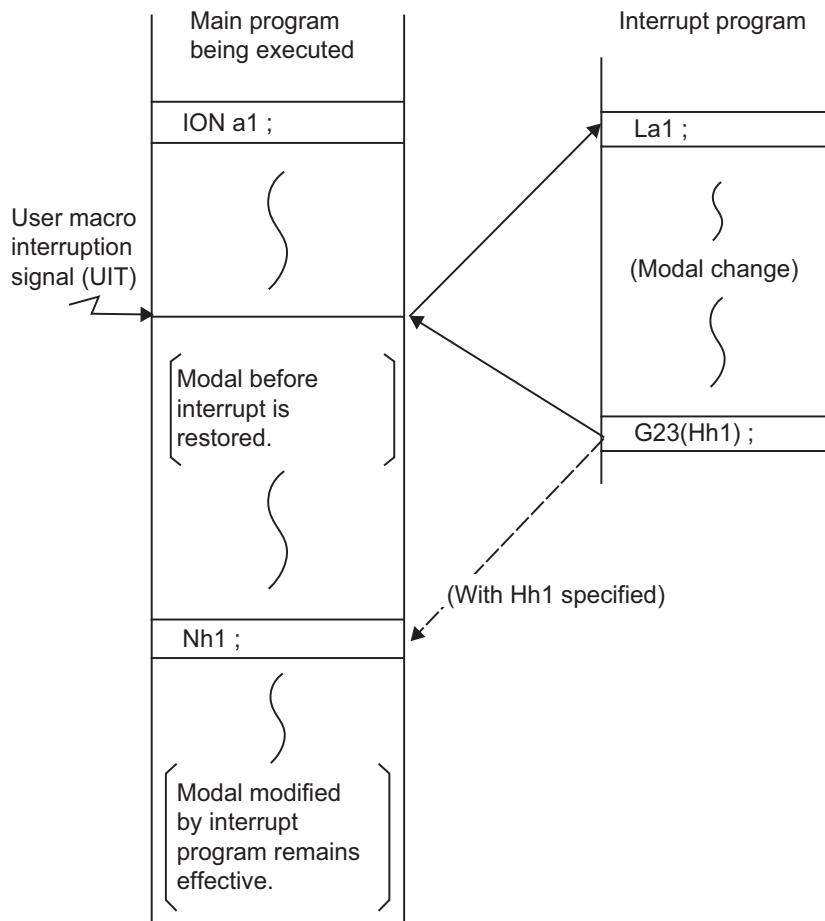 Main program
being executed
Interrupt program
ION a1 ;
La1 ;
User macro
interruption
signal (UIT)
(Modal change)
Modal before
interrupt is
restored.
G23(Hh1) ;
(With Hh1 specified)
Nh1 ;
Modal modified
by interrupt
program remains
effective.